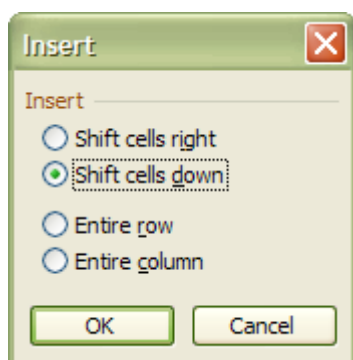 Insert
Insert
Shift cells right
Shift cells down
Entire row
Entire column
OK Cancel